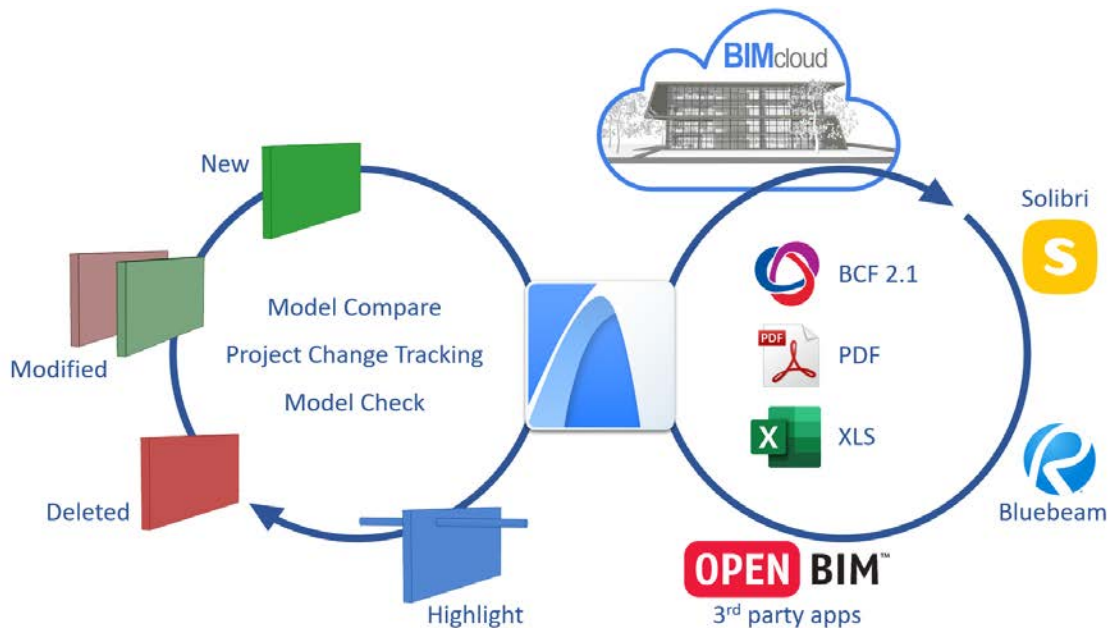 BIMcloud
New
Solibri
S
BCF 2.1
Model Compare
Project Change Tracking
Modified
PDF
PDF
Model Check
X
XLS
Deleted
Bluebeam
OPEN BIM™
Highlight
3rd party apps